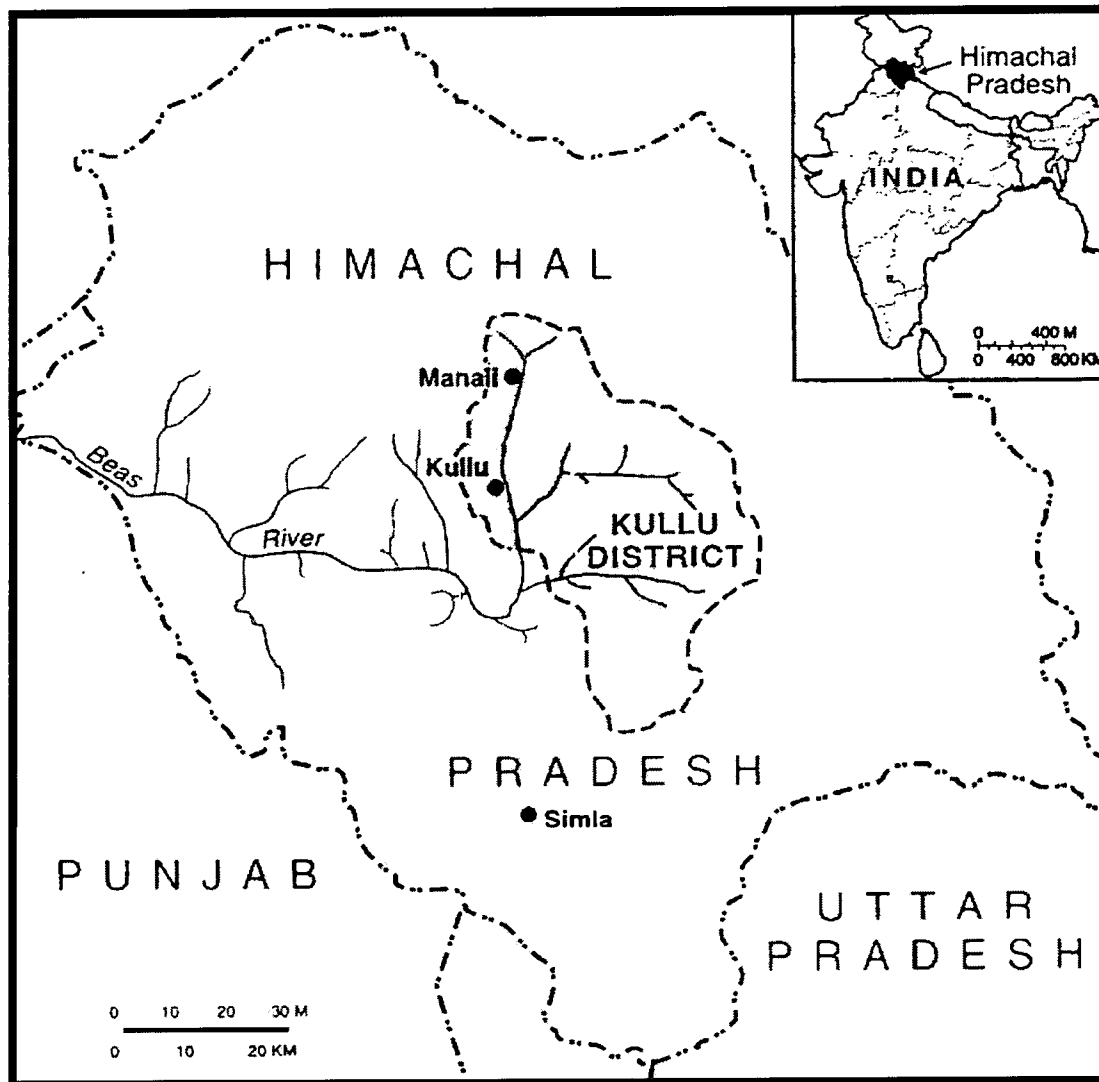 Himachal
Pradesh
INDIA
0 400 M
0 400 800 KM
HIMACHAL
Manali
Beas
Kullu
River
KULLU
DISTRICT
PRADESH
Simla
PUNJAB
UTTAR
PRADESH
0 10 20 30 M
0 10 20 KM